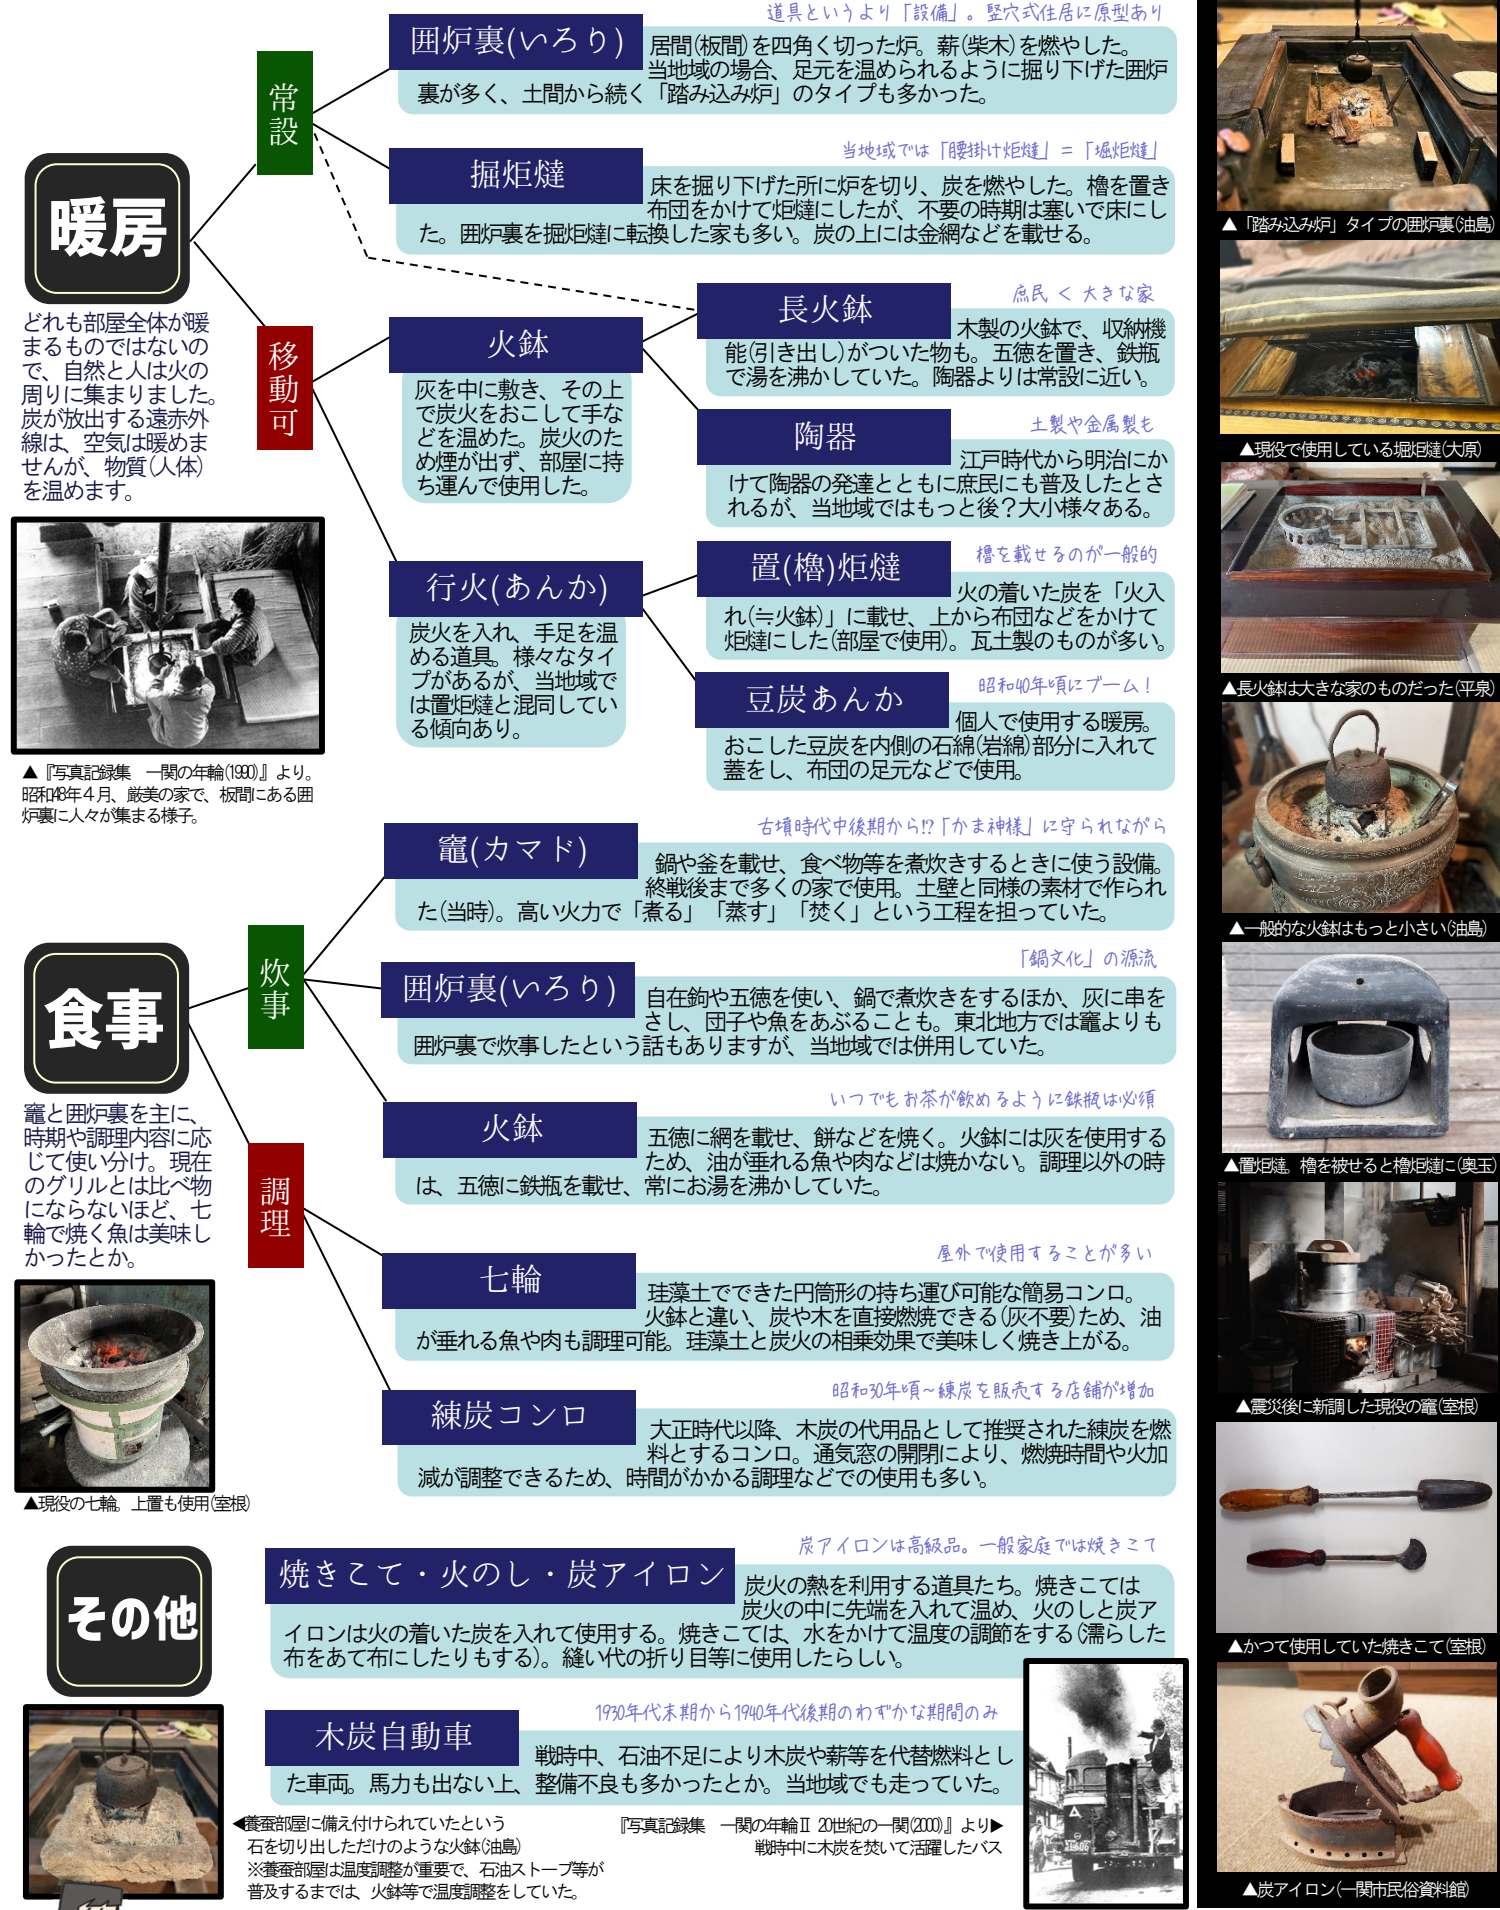 暖房
どれも部屋全体が暖
まるものではないの
で、自然と人は火の
周りに集まりました。
炭が放出する遠赤外
線は、空気は暖めま
せんが、物質(人体)
を温めます。
▲『写真記録集　一関の年輪(1990)』より。
昭和48年４月、厳美の家で、板間にある囲
炉裏に人々が集まる様子。
常設
移動可
道具というより「設備」。竪穴式住居に原型あり
囲炉裏(いろり)
居間(板間)を四角く切った炉。薪(柴木)を燃やした。
当地域の場合、足元を温められるように掘り下げた囲炉
裏が多く、土間から続く「踏み込み炉」のタイプも多かった。
当地域では「腰掛け炬燵」＝「堀炬燵」
掘炬燵
床を掘り下げた所に炉を切り、炭を燃やした。櫓を置き
布団をかけて炬燵にしたが、不要の時期は塞いで床にし
た。囲炉裏を掘炬燵に転換した家も多い。炭の上には金網などを載せる。
火鉢
灰を中に敷き、その上
で炭火をおこして手な
どを温めた。炭火のた
め煙が出ず、部屋に持
ち運んで使用した。
庶民 < 大きな家
長火鉢
木製の火鉢で、収納機
能(引き出し)がついた物も。五徳を置き、鉄瓶
で湯を沸かしていた。陶器よりは常設に近い。
土製や金属製も
陶器
江戸時代から明治にか
けて陶器の発達とともに庶民にも普及したとさ
れるが、当地域ではもっと後？大小様々ある。
行火(あんか)
炭火を入れ、手足を温
める道具。様々なタイ
プがあるが、当地域で
は置炬燵と混同してい
る傾向あり。
櫓を載せるのが一般的
置(櫓)炬燵
火の着いた炭を「火入
れ(≒火鉢)」に載せ、上から布団などをかけて
炬燵にした(部屋で使用)。瓦土製のものが多い。
昭和40年頃にブーム！
豆炭あんか
個人で使用する暖房。
おこした豆炭を内側の石綿(岩綿)部分に入れて
蓋をし、布団の足元などで使用。
食事
竈と囲炉裏を主に、
時期や調理内容に応
じて使い分け。現在
のグリルとは比べ物
にならないほど、七
輪で焼く魚は美味し
かったとか。
▲現役の七輪。上置も使用(室根)
炊事
調理
古墳時代中後期から!?「かま神様」に守られながら
竈(カマド)
鍋や釜を載せ、食べ物等を煮炊きするときに使う設備。
終戦後まで多くの家で使用。土壁と同様の素材で作られ
た(当時)。高い火力で「煮る」「蒸す」「焚く」という工程を担っていた。
「鍋文化」の源流
囲炉裏(いろり)
自在鉤や五徳を使い、鍋で煮炊きをするほか、灰に串を
さし、団子や魚をあぶることも。東北地方では竈よりも
囲炉裏で炊事したという話もありますが、当地域では併用していた。
いつでもお茶が飲めるように鉄瓶は必須
火鉢
五徳に網を載せ、餅などを焼く。火鉢には灰を使用する
ため、油が垂れる魚や肉などは焼かない。調理以外の時
は、五徳に鉄瓶を載せ、常にお湯を沸かしていた。
屋外で使用することが多い
七輪
珪藻土でできた円筒形の持ち運び可能な簡易コンロ。
火鉢と違い、炭や木を直接燃焼できる(灰不要)ため、油
が垂れる魚や肉も調理可能。珪藻土と炭火の相乗効果で美味しく焼き上がる。
昭和30年頃～練炭を販売する店舗が増加
練炭コンロ
大正時代以降、木炭の代用品として推奨された練炭を燃
料とするコンロ。通気窓の開閉により、燃焼時間や火加
減が調整できるため、時間がかかる調理などでの使用も多い。
その他
炭アイロンは高級品。一般家庭では焼きこて
焼きこて・火のし・炭アイロン
炭火の熱を利用する道具たち。焼きこては
炭火の中に先端を入れて温め、火のしと炭ア
イロンは火の着いた炭を入れて使用する。焼きこては、水をかけて温度の調節をする(濡らした
布をあて布にしたりもする)。縫い代の折り目等に使用したらしい。
1930年代末期から1940年代後期のわずかな期間のみ
木炭自動車
戦時中、石油不足により木炭や薪等を代替燃料とし
た車両。馬力も出ない上、整備不良も多かったとか。当地域でも走っていた。
◀養蚕部屋に備え付けられていたという
石を切り出しただけのような火鉢(油島)
※養蚕部屋は温度調整が重要で、石油ストーブ等が
普及するまでは、火鉢等で温度調整をしていた。
『写真記録集　一関の年輪Ⅱ 20世紀の一関(2000)』より▶
戦時中に木炭を焚いて活躍したバス
▲「踏み込み炉」タイプの囲炉裏(油島)
▲現役で使用している堀炬燵(大原)
▲長火鉢は大きな家のものだった(平泉)
▲一般的な火鉢はもっと小さい(油島)
▲置炬燵。櫓を被せると櫓炬燵に(奥玉)
▲震災後に新調した現役の竈(室根)
▲かつて使用していた焼きこて(室根)
▲炭アイロン(一関市民俗資料館)